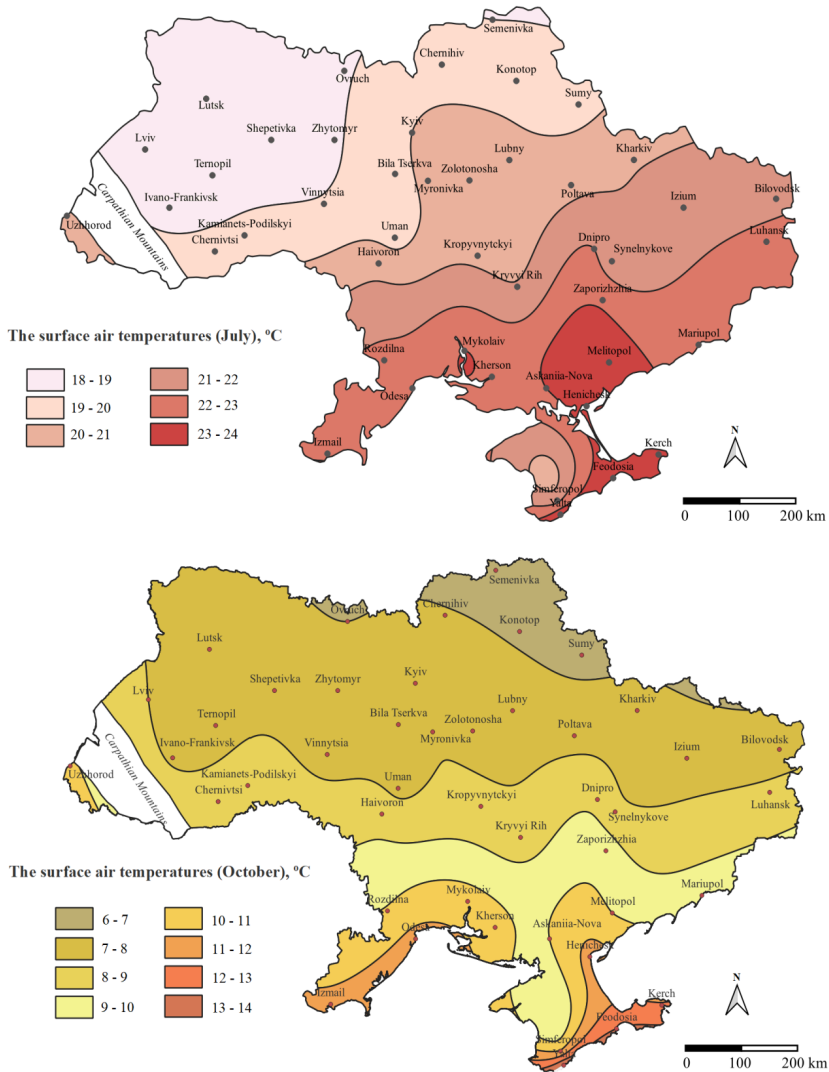 Semenivka
Chernihiv
Konotop
Ovruch
Sumy
Lutsk
Kyiv
Lviv
Shepetivka
Zhytomyr
Lubny
Kharkiv
Ternopil
Bila Tserkva
Zolotonosha
Myronivka
Poltava
Izium
Bilovodsk
Ivano-Frankivsk
Vinnytsia
Carpathian Mountains
Uzhhorod
Kamianets-Podilskyi
Chernivtsi
Uman
Dnipro
Luhansk
Haivoron
Kropyvnytckyi
Synelnykove
Kryvyi Rih
Zaporizhzhia
The surface air temperatures (July), ºC
Rozdilna
Mykolaiv
Mariupol
Kherson
Melitopol
18 - 19
21 - 22
Odesa
Askaniia-Nova
Henichesk
19 - 20
22 - 23
20 - 21
23 - 24
Izmail
Kerch
N
Feodosia
Simferopol
Yalta
0 100 200 km
Semenivka
Ovruch
Chernihiv
Konotop
Lutsk
Sumy
Kyiv
Lviv
Shepetivka
Zhytomyr
Lubny
Kharkiv
Ternopil
Bila Tserkva
Zolotonosha
Myronivka
Poltava
Ivano-Frankivsk
Vinnytsia
Izium
Bilovodsk
Carpathian Mountains
Uzhhorod
Kamianets-Podilskyi
Chernivtsi
Uman
Haivoron
Kropyvnytckyi
Dnipro
Synelnykove
Luhansk
Kryvyi Rih
Zaporizhzhia
The surface air temperatures (October), ºC
Mykolaiv
Mariupol
Rozdilna
Melitopol
6 - 7
10 - 11
Odesa
Kherson
Askaniia-Nova
7 - 8
11 - 12
Henichesk
8 - 9
12 - 13
Izmail
N
Kerch
9 - 10
13 - 14
Feodosia
Simferopol
Yalta
0 100 200 km